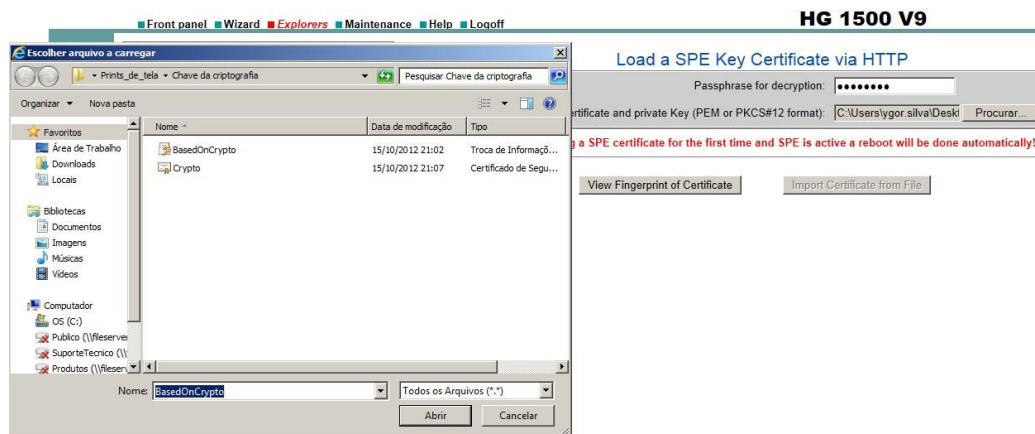 Front panel Wizard Explorers Maintenance Help Logoff
HG 1500 V9
Escolher arquivo a carregar
Prints_de_tela Chave da criptografia
Pesquisar Chave da criptografia
Organizar Nova pasta
Favoritos
Área de Trabalho
Downloads
Locais
Bibliotecas
Documentos
Imagens
Músicas
Vídeos
Computador
OS (C:)
Publico (\\fileserver
SuporteTecnico (\\
Produtos (\\fileserv
Nome Data de modificação Tipo
BasedOnCrypto 15/10/2012 21:02 Troca de Informaçõ...
Crypto 15/10/2012 21:07 Certificado de Segu...
Nome: BasedOnCrypto Todos os Arquivos (*.*)
Abrir Cancelar
Load a SPE Key Certificate via HTTP
Passphrase for decryption: ●●●●●●●●
ertificate and private Key (PEM or PKCS#12 format): C:\Users\ygor.silva\Deskt Procurar...
g a SPE certificate for the first time and SPE is active a reboot will be done automatically!
View Fingerprint of Certificate Import Certificate from File